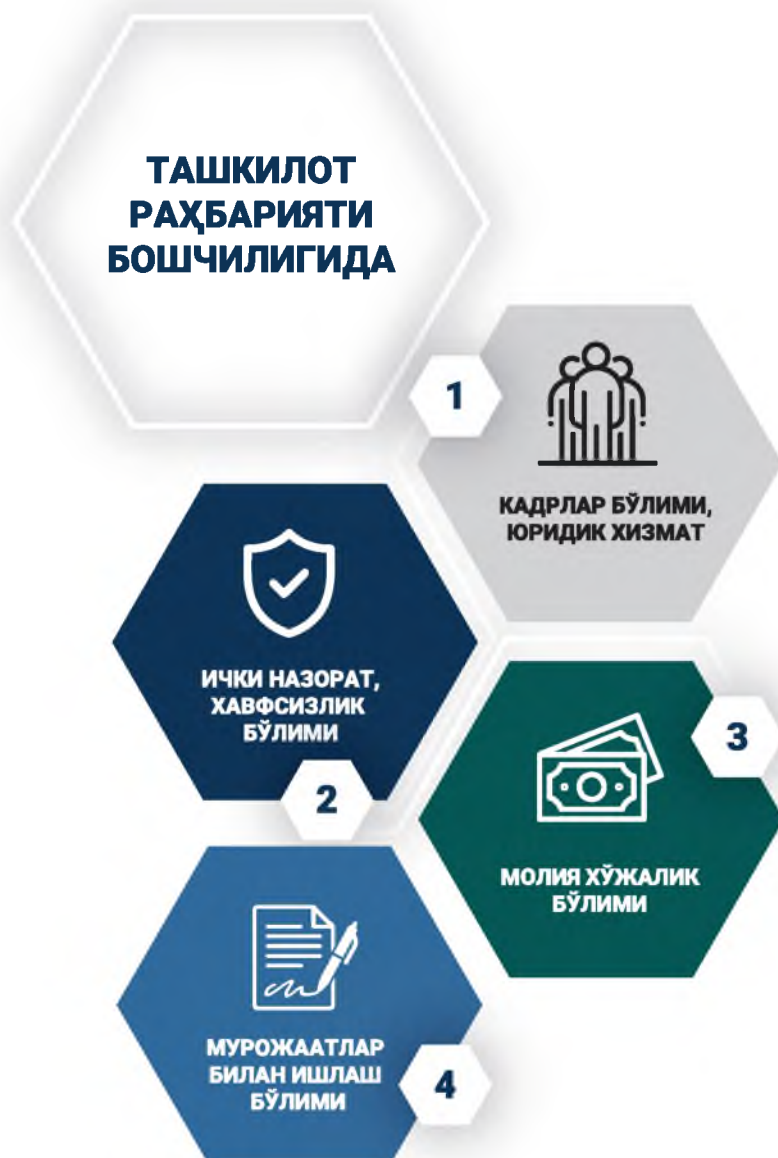 ТАШКИЛОТ
РАҲБАРИЯТИ
БОШЧИЛИГИДА
1
КАДРЛАР БЎЛИМИ,
ЮРИДИК ХИЗМАТ
ИЧКИ НАЗОРАТ,
ХАВФСИЗЛИК
БЎЛИМИ
2
3
МОЛИЯ ХЎЖАЛИК
БЎЛИМИ
МУРОЖААТЛАР
БИЛАН ИШЛАШ
БЎЛИМИ
4